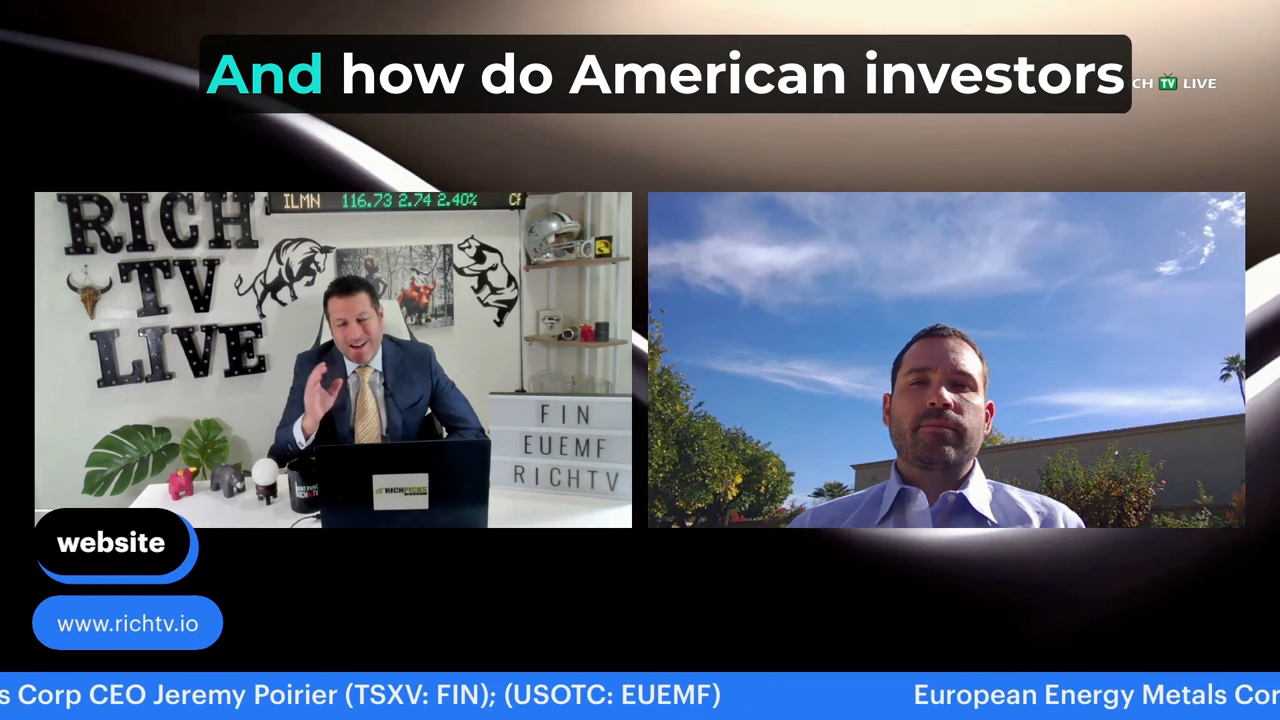 And how do American investors
CH TV LIVE
ILMN 116.73 2.74 2.40%
RICH
TV
LIVE
FIN
EUEMF
RICHTV
RICHPICKS
website
www.richtv.io
s Corp CEO Jeremy Poirier (TSXV: FIN); (USOTC: EUEMF)
European Energy Metals Cor